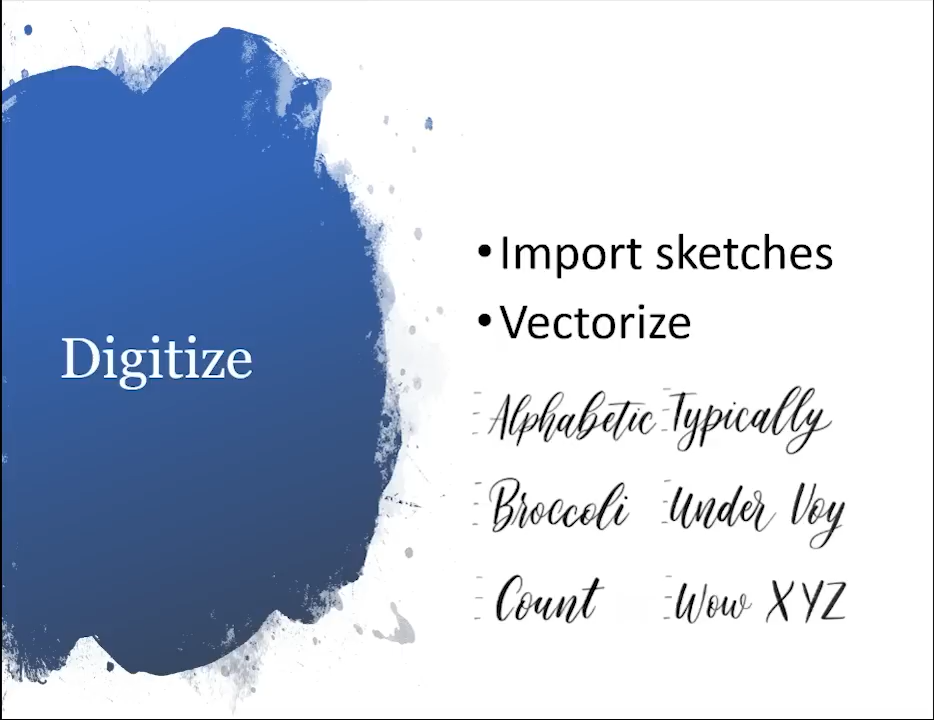 Digitize
• Import sketches
• Vectorize
Alphabetic Typically
Broccoli Under Voy
Count Wow XYZ